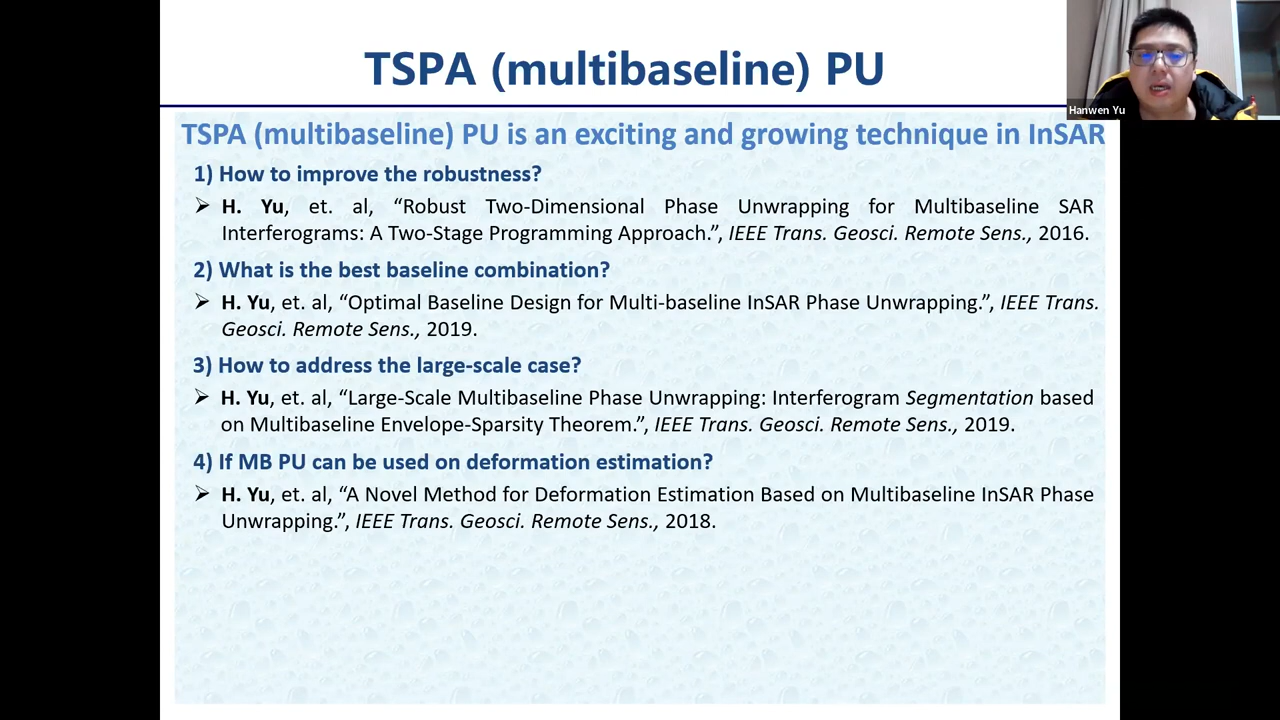 TSPA (multibaseline) PU
Hanwen Yu
TSPA (multibaseline) PU is an exciting and growing technique in InSAR
1) How to improve the robustness?
➢ H. Yu, et. al, “Robust Two-Dimensional Phase Unwrapping for Multibaseline SAR
Interferograms: A Two-Stage Programming Approach.”, IEEE Trans. Geosci. Remote Sens., 2016.
2) What is the best baseline combination?
➢ H. Yu, et. al, “Optimal Baseline Design for Multi-baseline InSAR Phase Unwrapping.”, IEEE Trans.
Geosci. Remote Sens., 2019.
3) How to address the large-scale case?
➢ H. Yu, et. al, “Large-Scale Multibaseline Phase Unwrapping: Interferogram Segmentation based
on Multibaseline Envelope-Sparsity Theorem.”, IEEE Trans. Geosci. Remote Sens., 2019.
4) If MB PU can be used on deformation estimation?
➢ H. Yu, et. al, “A Novel Method for Deformation Estimation Based on Multibaseline InSAR Phase
Unwrapping.”, IEEE Trans. Geosci. Remote Sens., 2018.